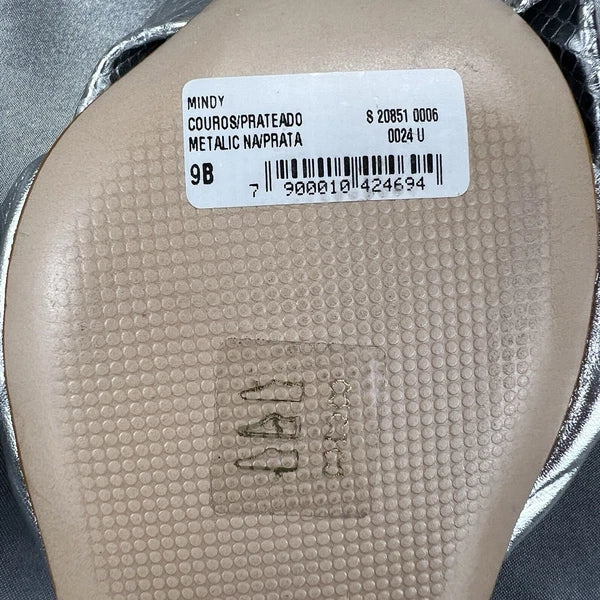 MINDY
COUROS/PRATEADO S 20851 0006
METALIC NA/PRATA 0024 U
9B
7 900010 424694